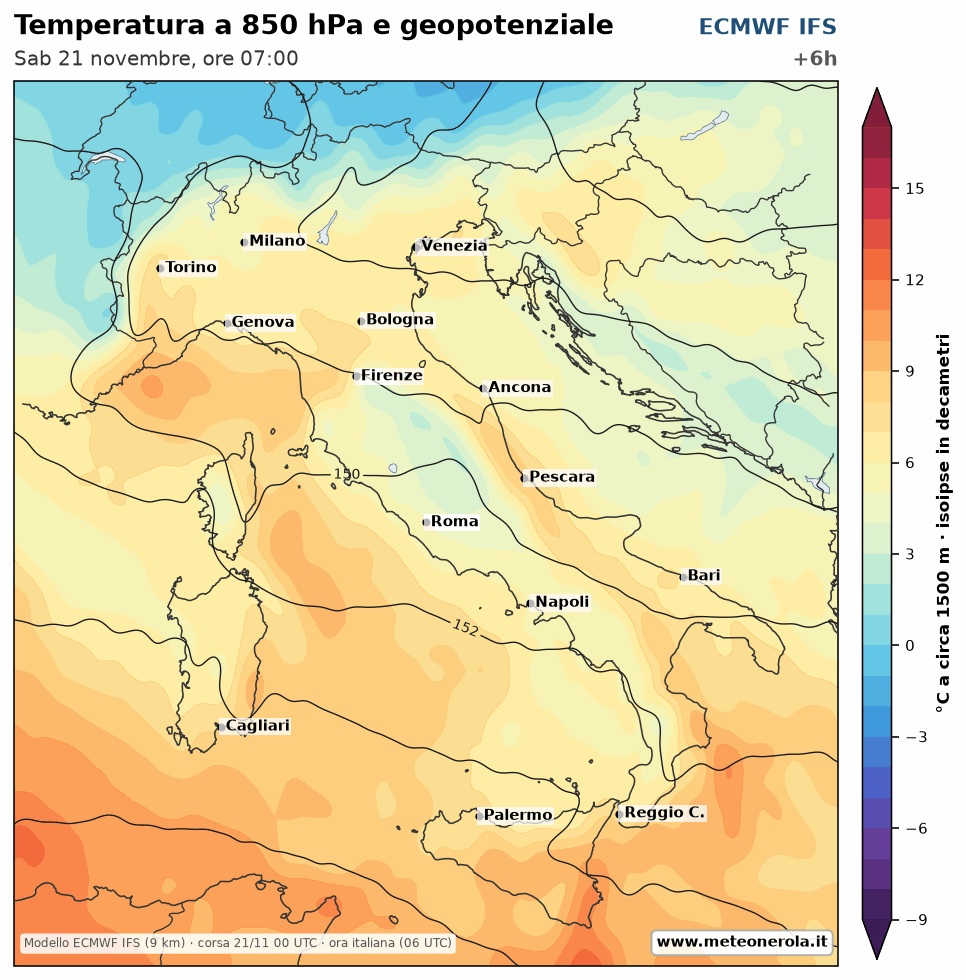 Temperatura a 850 hPa e geopotenziale
ECMWF IFS
Sab 21 novembre, ore 07:00
+6h
Milano
Venezia
Torino
Genova
Bologna
Firenze
Ancona
150
Pescara
Roma
Bari
Napoli
152
Cagliari
Palermo
Reggio C.
15
12
9
6
3
0
−3
−6
−9
°C a circa 1500 m · isoipse in decametri
Modello ECMWF IFS (9 km) · corsa 21/11 00 UTC · ora italiana (06 UTC)
www.meteonerola.it